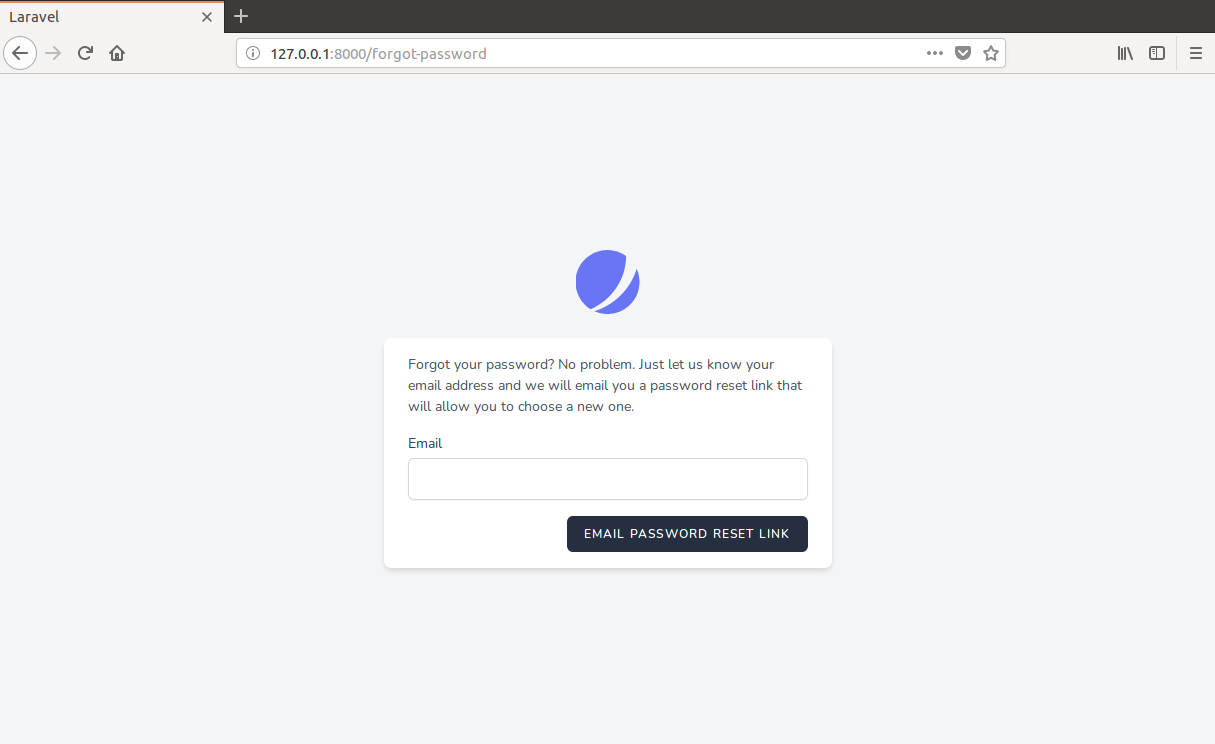 Laravel
127.0.0.1:8000/forgot-password
Forgot your password? No problem. Just let us know your
email address and we will email you a password reset link that
will allow you to choose a new one.
Email
EMAIL PASSWORD RESET LINK